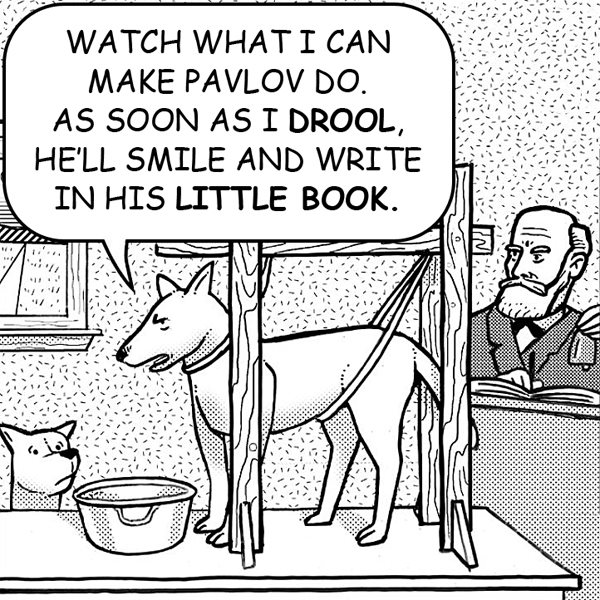 WATCH WHAT I CAN
MAKE PAVLOV DO.
AS SOON AS I DROOL,
HE'LL SMILE AND WRITE
IN HIS LITTLE BOOK.